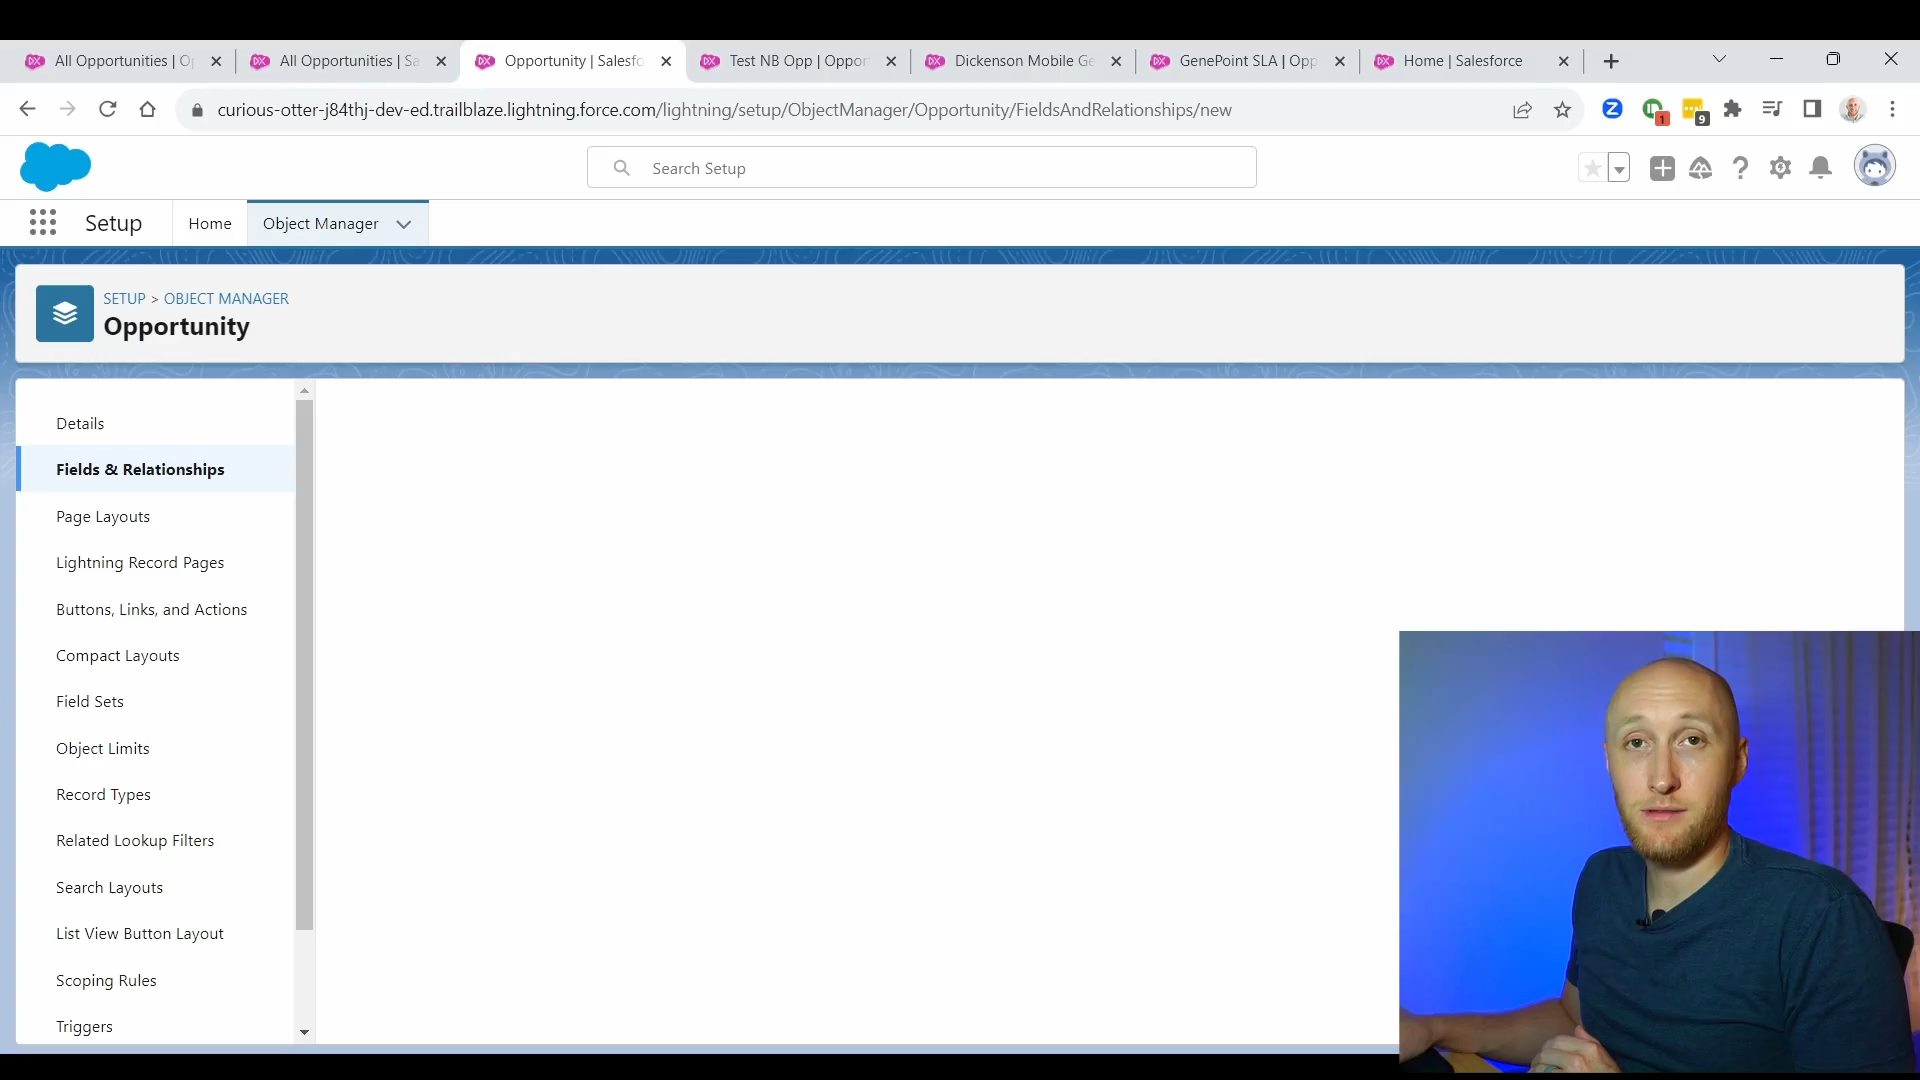 All Opportunities | O
All Opportunities | Sa
Opportunity | Salesfo
Test NB Opp | Oppor
Dickenson Mobile Ge
GenePoint SLA | Opp
Home | Salesforce
curious-otter-j84thj-dev-ed.trailblaze.lightning.force.com/lightning/setup/ObjectManager/Opportunity/FieldsAndRelationships/new
1
9
Search Setup
Setup
Home
Object Manager
SETUP > OBJECT MANAGER
Opportunity
Details
Fields & Relationships
Page Layouts
Lightning Record Pages
Buttons, Links, and Actions
Compact Layouts
Field Sets
Object Limits
Record Types
Related Lookup Filters
Search Layouts
List View Button Layout
Scoping Rules
Triggers